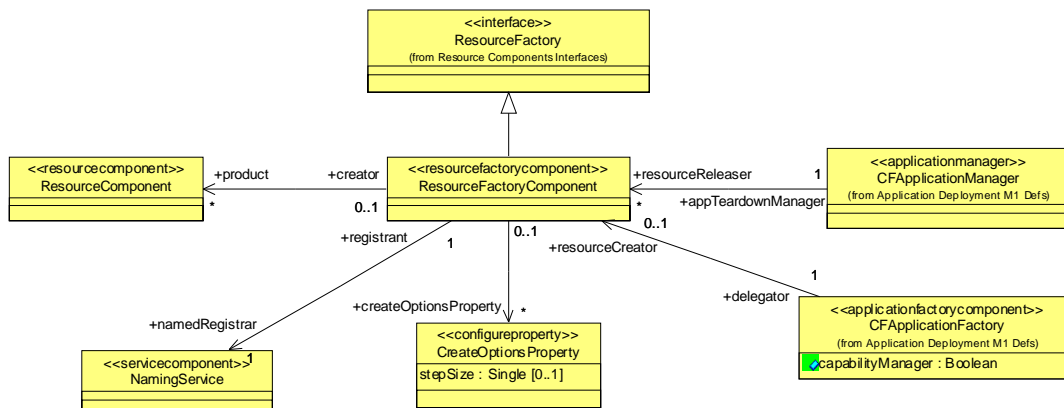 <<interface>>
ResourceFactory
(from Resource Components Interfaces)
<<resourcecomponent>>
ResourceComponent
+product
*
+creator
0..1
<<resourcefactorycomponent>>
ResourceFactoryComponent
+resourceReleaser
*
1
+appTeardownManager
<<applicationmanager>>
CFApplicationManager
(from Application Deployment M1 Defs)
+registrant
1
0..1
0..1
+resourceCreator
1
+delegator
+createOptionsProperty
*
+namedRegistrar
1
<<servicecomponent>>
NamingService
<<configureproperty>>
CreateOptionsProperty
stepSize : Single [0..1]
<<applicationfactorycomponent>>
CFApplicationFactory
(from Application Deployment M1 Defs)
capabilityManager : Boolean